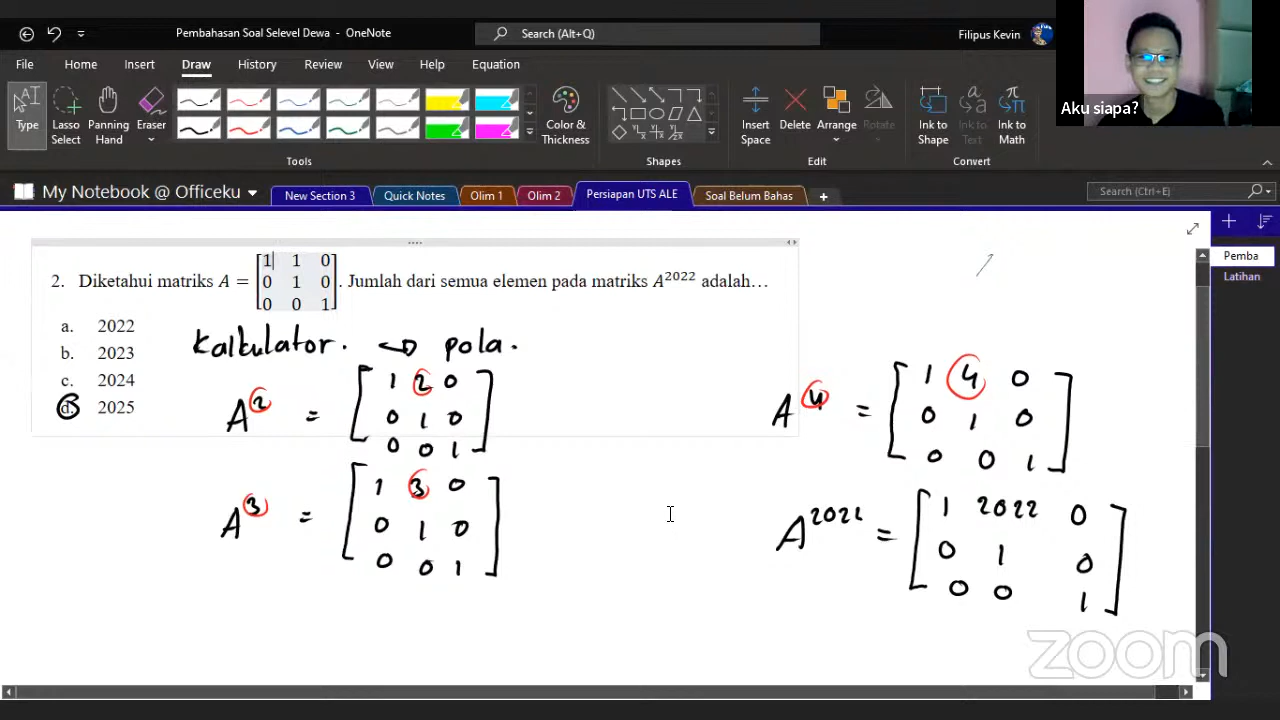 Pembahasan Soal Selevel Dewa - OneNote
Search (Alt+Q)
Filipus Kevin
Aku siapa?
File Home Insert Draw History Review View Help Equation
Type
Lasso Select
Panning Hand
Eraser
Color & Thickness
Insert Space
Delete
Arrange
Rotate
Ink to Shape
Ink to Text
Ink to Math
Tools
Shapes
Edit
Convert
My Notebook @ Officeku
New Section 3
Quick Notes
Olim 1
Olim 2
Persiapan UTS ALE
Soal Belum Bahas
Search (Ctrl+E)
Pemba
Latihan
2. Diketahui matriks A = [1 1 0
0 1 0
0 0 1]. Jumlah dari semua elemen pada matriks A^2022 adalah…
a. 2022
b. 2023
c. 2024
d. 2025
Kalkulator. ↔ pola.
A^2 = [1 2 0
0 1 0
0 0 1]
A^3 = [1 3 0
0 1 0
0 0 1]
A^4 = [1 4 0
0 1 0
0 0 1]
A^2022 = [1 2022 0
0 1 0
0 0 1]
zoom